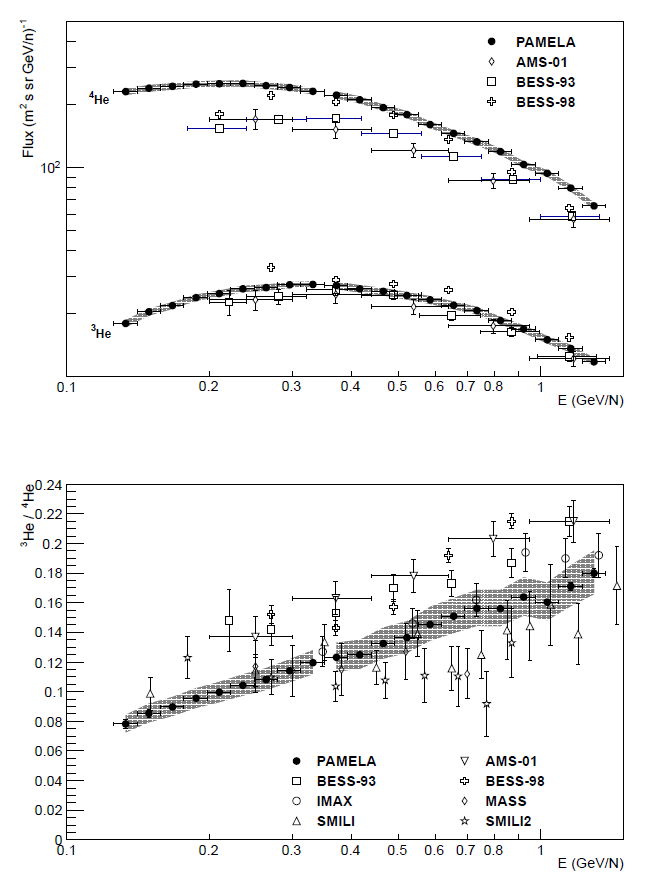 Flux (m² s sr GeV/n)⁻¹
PAMELA
AMS-01
BESS-93
BESS-98
⁴He
10²
³He
0.1 0.2 0.3 0.4 0.5 0.6 0.7 0.8 1
E (GeV/N)
³He / ⁴He
0.24
0.22
0.2
0.18
0.16
0.14
0.12
0.1
0.08
0.06
0.04
0.02
0
PAMELA AMS-01
BESS-93 BESS-98
IMAX MASS
SMILI SMILI2
0.1 0.2 0.3 0.4 0.5 0.6 0.7 0.8 1
E (GeV/N)